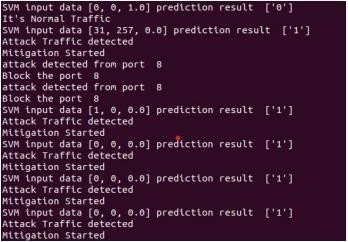 SVM input data [0, 0, 1.0] prediction result  ['0']
It's Normal Traffic
SVM input data [31, 257, 0.0] prediction result  ['1']
Attack Traffic detected
Mitigation Started
attack detected from port  8
Block the port  8
attack detected from port  8
Block the port  8
SVM input data [1, 0, 0.0] prediction result  ['1']
Attack Traffic detected
Mitigation Started
SVM input data [0, 0, 0.0] prediction result  ['1']
Attack Traffic detected
Mitigation Started
SVM input data [0, 0, 0.0] prediction result  ['1']
Attack Traffic detected
Mitigation Started
SVM input data [0, 0, 0.0] prediction result  ['1']
Attack Traffic detected
Mitigation Started